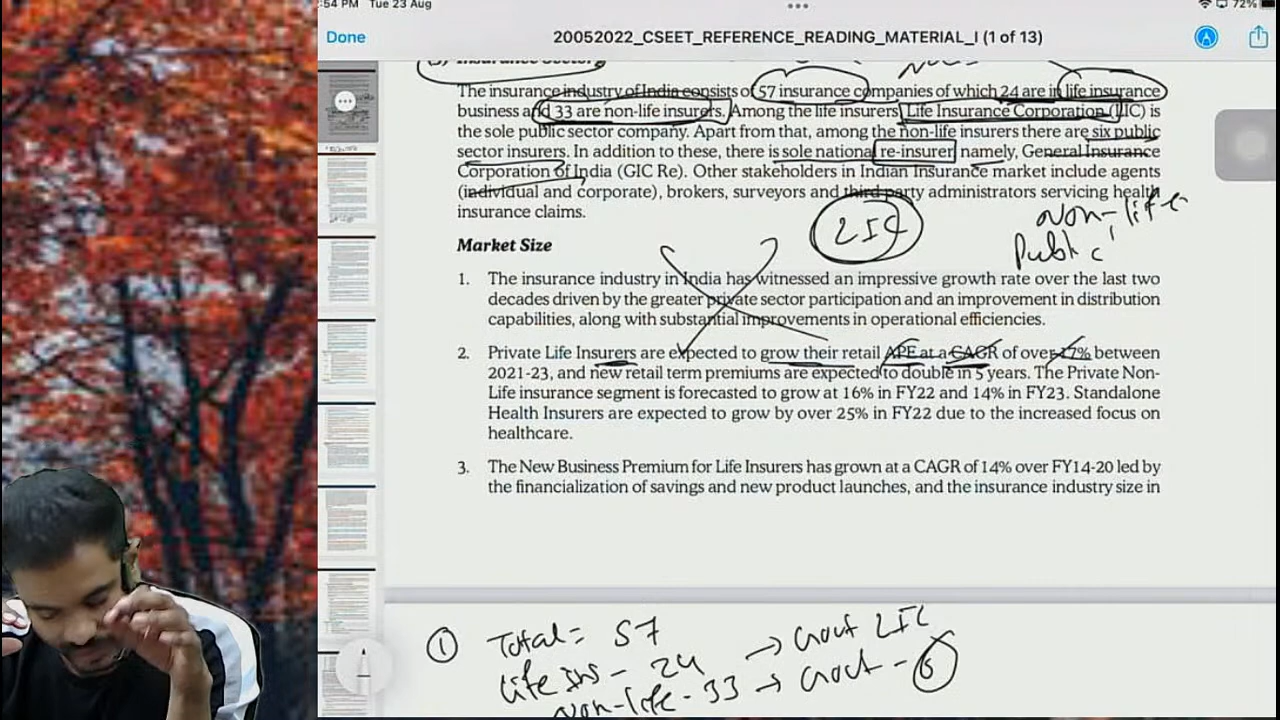 :54 PM Tue 23 Aug
72%
Done
20052022_CSEET_REFERENCE_READING_MATERIAL_I (1 of 13)
Insurance Sector
The insurance industry of India consists of 57 insurance companies of which 24 are in life insurance
business and 33 are non-life insurers. Among the life insurers, Life Insurance Corporation (LIC) is
the sole public sector company. Apart from that, among the non-life insurers there are six public
sector insurers. In addition to these, there is sole national re-insurer, namely, General Insurance
Corporation of India (GIC Re). Other stakeholders in Indian Insurance market include agents
(individual and corporate), brokers, surveyors and third party administrators servicing health
insurance claims.
LIC
Non-life
Public
Market Size
1. The insurance industry in India has witnessed an impressive growth rate over the last two
decades driven by the greater private sector participation and an improvement in distribution
capabilities, along with substantial improvements in operational efficiencies.
2. Private Life Insurers are expected to grow their retail APE at a CAGR of over 17% between
2021-23, and new retail term premiums are expected to double in 5 years. The Private Non-
Life insurance segment is forecasted to grow at 16% in FY22 and 14% in FY23. Standalone
Health Insurers are expected to grow by over 25% in FY22 due to the increased focus on
healthcare.
3. The New Business Premium for Life Insurers has grown at a CAGR of 14% over FY14-20 led by
the financialization of savings and new product launches, and the insurance industry size in
① Total = 57
Life ins - 24 → Govt LIC
Non-life - 33 → Govt - 6